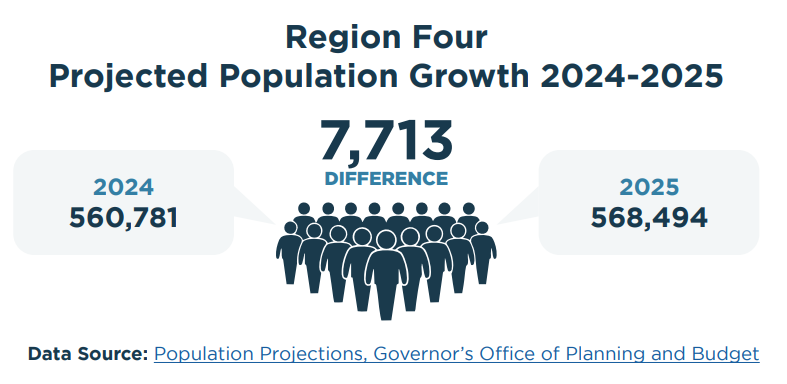 Region Four
Projected Population Growth 2024-2025
7,713
DIFFERENCE
2024
560,781
2025
568,494
Data Source: Population Projections, Governor’s Office of Planning and Budget